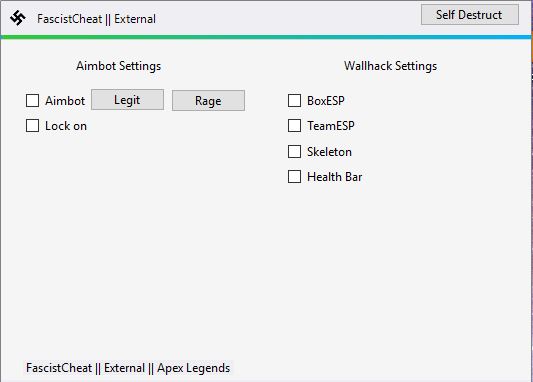 FascistCheat || External
Self Destruct
Aimbot Settings
Wallhack Settings
Aimbot Legit Rage
BoxESP
Lock on
TeamESP
Skeleton
Health Bar
FascistCheat || External || Apex Legends